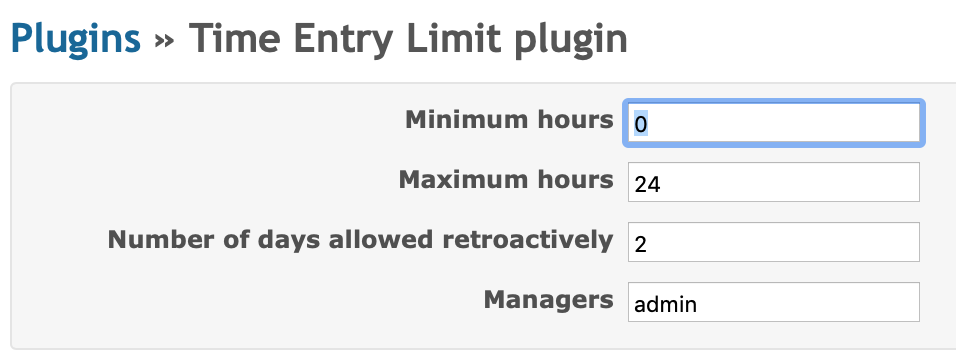 Plugins » Time Entry Limit plugin
Minimum hours 0
Maximum hours 24
Number of days allowed retroactively 2
Managers admin